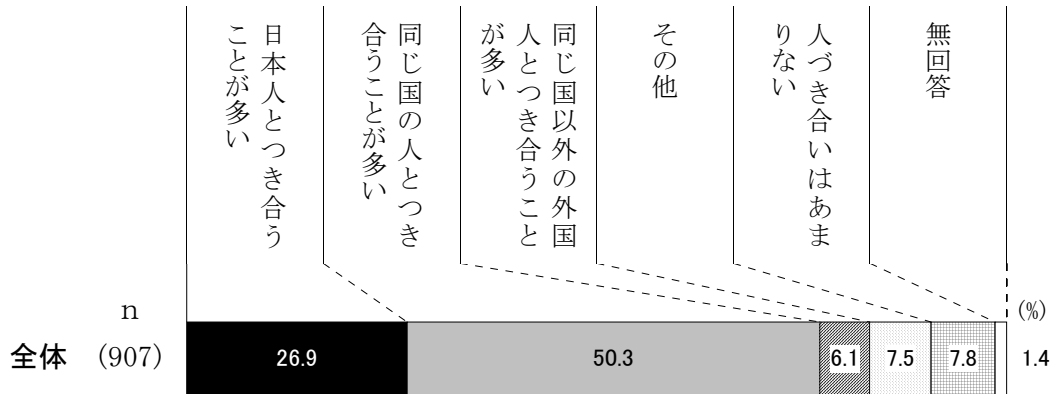 日本人とつき合う
ことが多い
同じ国の人とつき
合うことが多い
同じ国以外の外国
人とつき合うこと
が多い
その他
人づき合いはあま
りない
無回答
n
(%)
全体 (907) 26.9 50.3 6.1 7.5 7.8 1.4